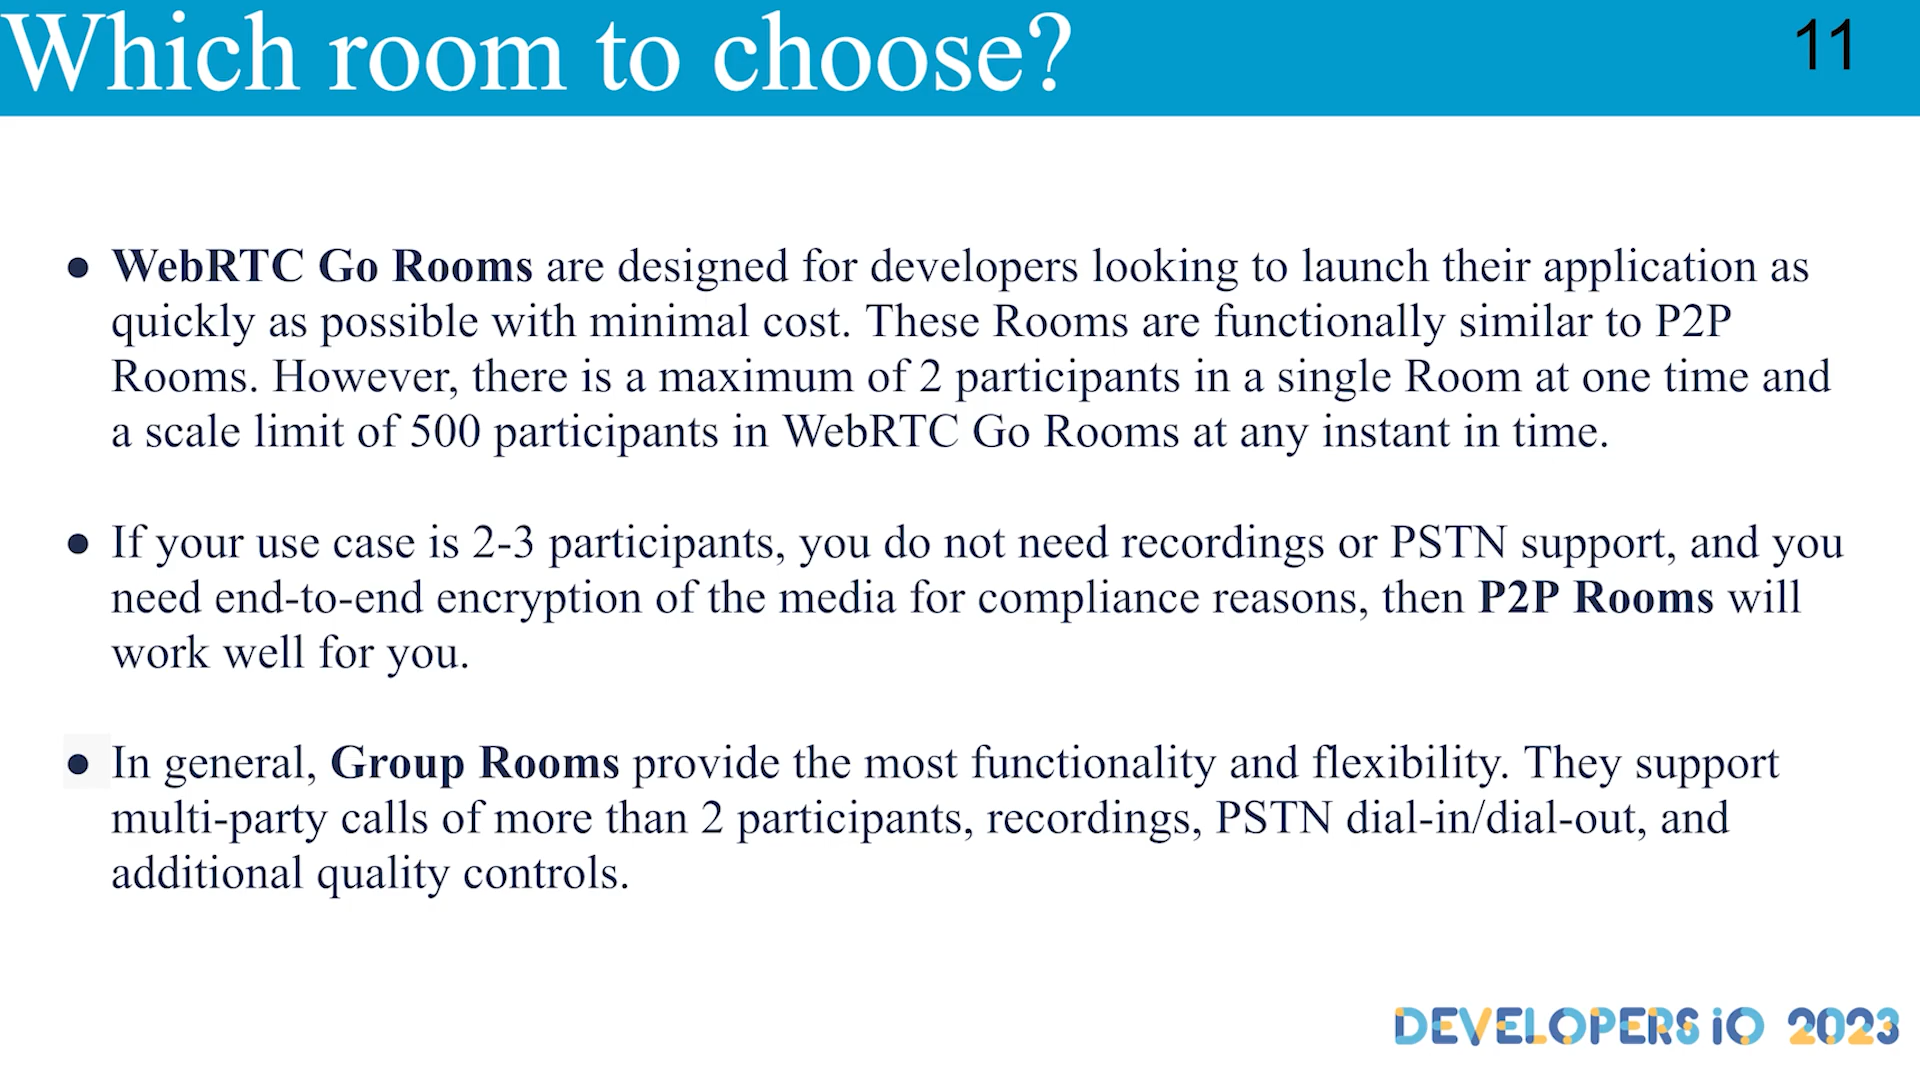 Which room to choose?
11
● WebRTC Go Rooms are designed for developers looking to launch their application as
quickly as possible with minimal cost. These Rooms are functionally similar to P2P
Rooms. However, there is a maximum of 2 participants in a single Room at one time and
a scale limit of 500 participants in WebRTC Go Rooms at any instant in time.
● If your use case is 2-3 participants, you do not need recordings or PSTN support, and you
need end-to-end encryption of the media for compliance reasons, then P2P Rooms will
work well for you.
● In general, Group Rooms provide the most functionality and flexibility. They support
multi-party calls of more than 2 participants, recordings, PSTN dial-in/dial-out, and
additional quality controls.
DEVELOPERS iO 2023